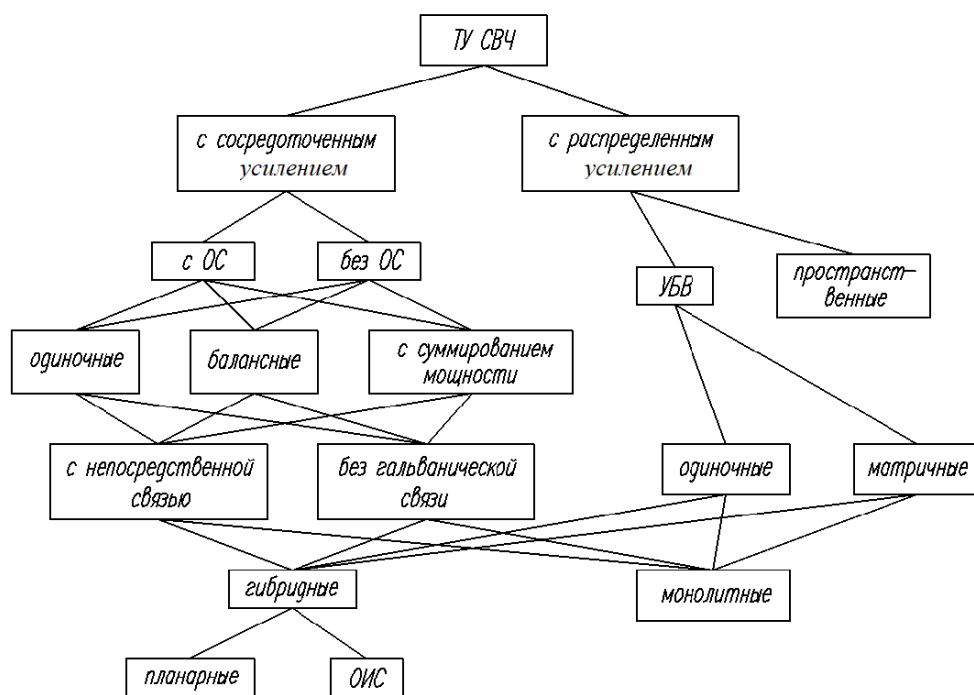 ТУ СВЧ
с сосредоточенным
усилением
с распределенным
усилением
с ОС
без ОС
УБВ
пространст-
венные
одиночные
балансные
с суммированием
мощности
с непосредственной
связью
без гальванической
связи
одиночные
матричные
гибридные
монолитные
планарные
ОИС